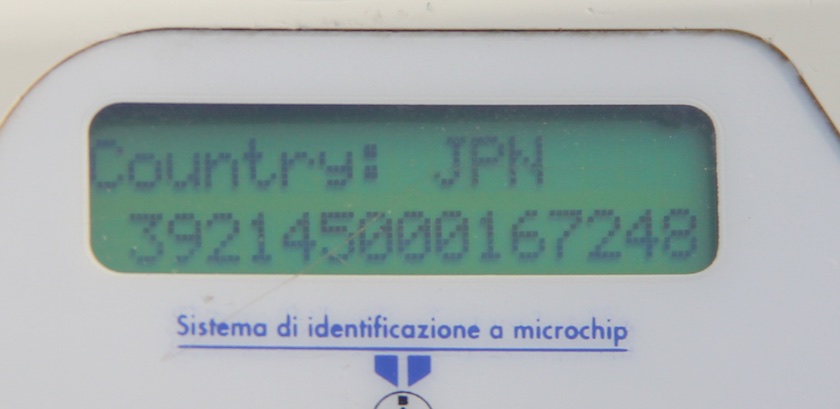 Country: JPN
392145000167248
Sistema di identificazione a microchip